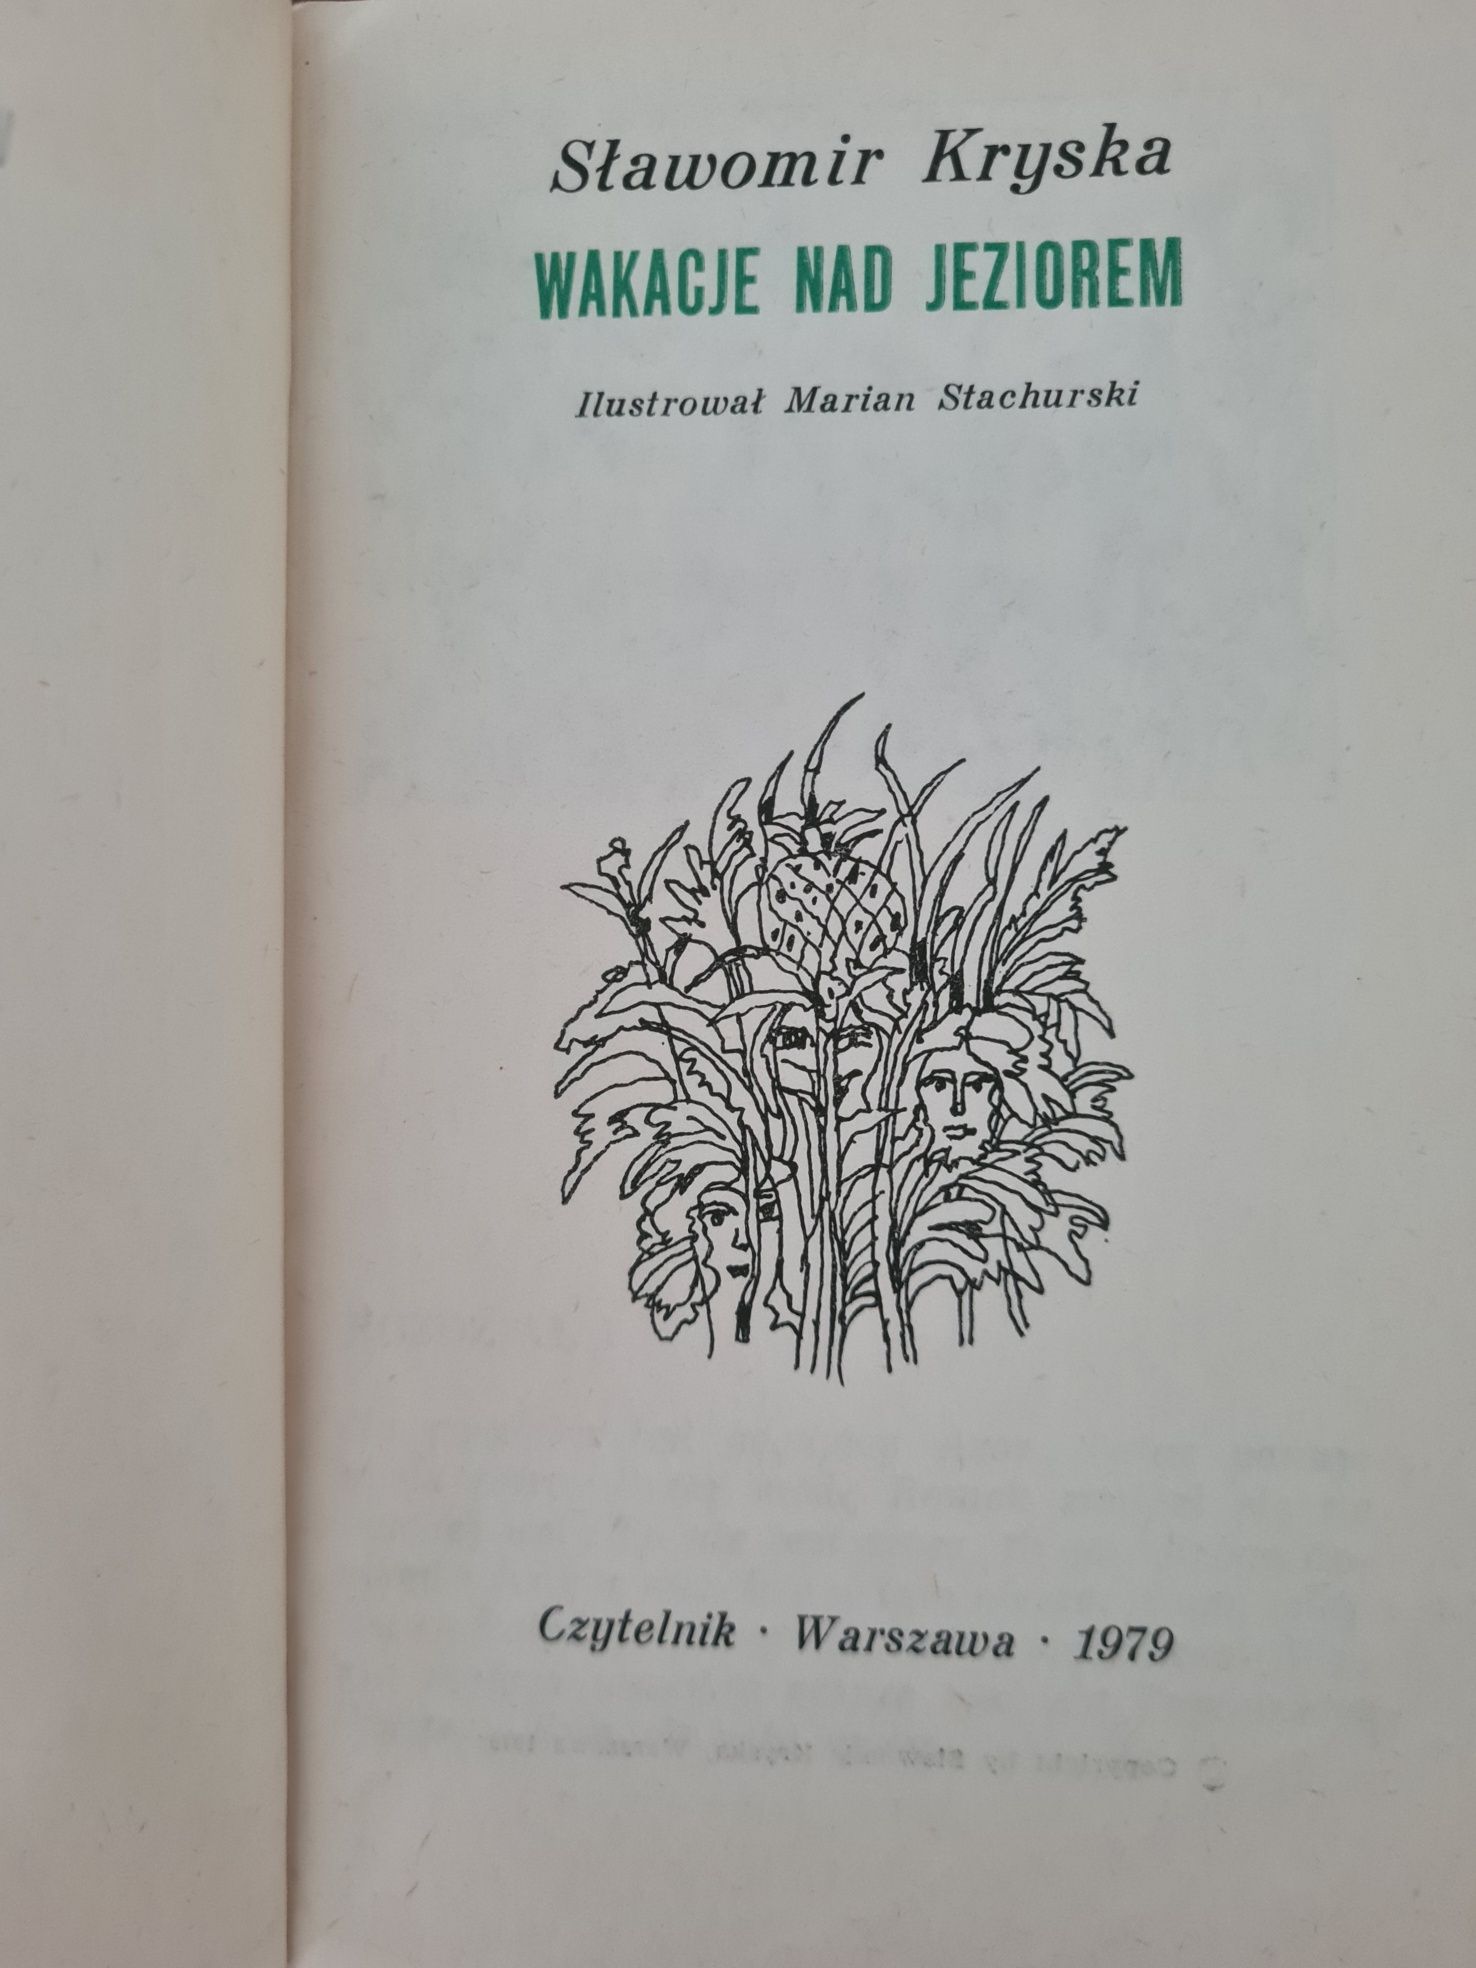 Sławomir Kryska
WAKACJE NAD JEZIOREM
Ilustrował Marian Stachurski
Czytelnik · Warszawa · 1979